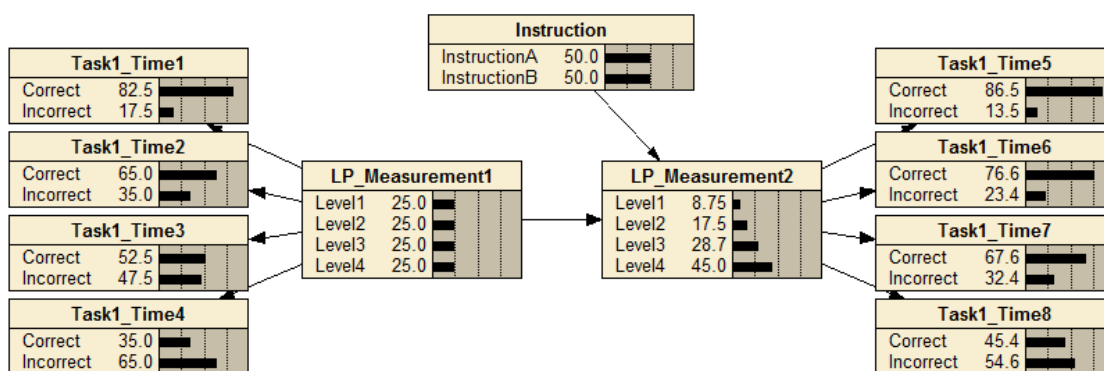 Instruction
InstructionA 50.0
InstructionB 50.0
Task1_Time1
Correct 82.5
Incorrect 17.5
Task1_Time2
Correct 65.0
Incorrect 35.0
Task1_Time3
Correct 52.5
Incorrect 47.5
Task1_Time4
Correct 35.0
Incorrect 65.0
LP_Measurement1
Level1 25.0
Level2 25.0
Level3 25.0
Level4 25.0
LP_Measurement2
Level1 8.75
Level2 17.5
Level3 28.7
Level4 45.0
Task1_Time5
Correct 86.5
Incorrect 13.5
Task1_Time6
Correct 76.6
Incorrect 23.4
Task1_Time7
Correct 67.6
Incorrect 32.4
Task1_Time8
Correct 45.4
Incorrect 54.6